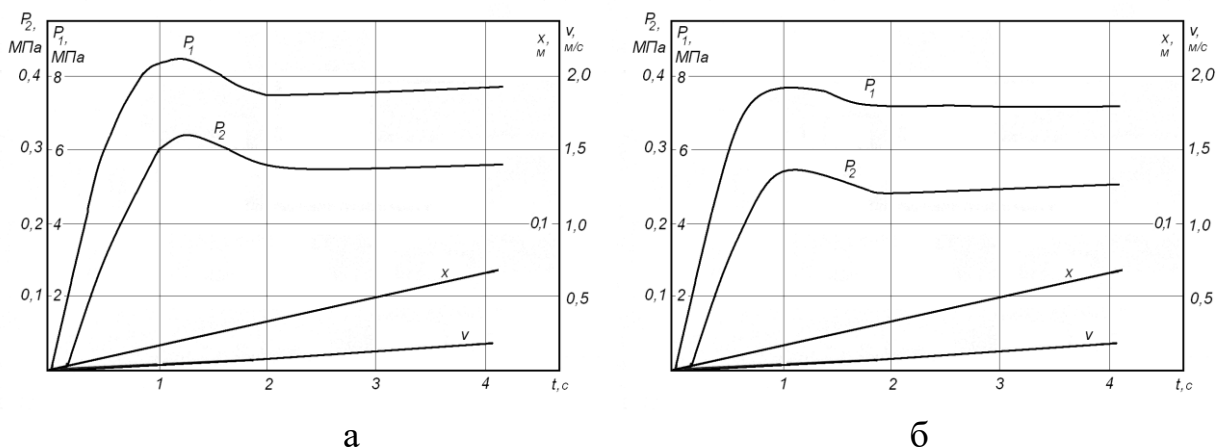 P₂, МПа
P₁, МПа
x, м
v, м/с
0,4 8 2,0
0,3 6 1,5
0,2 4 0,1 1,0
0,1 2 0,5
P₁
P₂
x
v
1 2 3 4 t, c
а
P₂, МПа
P₁, МПа
x, м
v, м/с
0,4 8 2,0
0,3 6 1,5
0,2 4 0,1 1,0
0,1 2 0,5
P₁
P₂
x
v
1 2 3 4 t, c
б